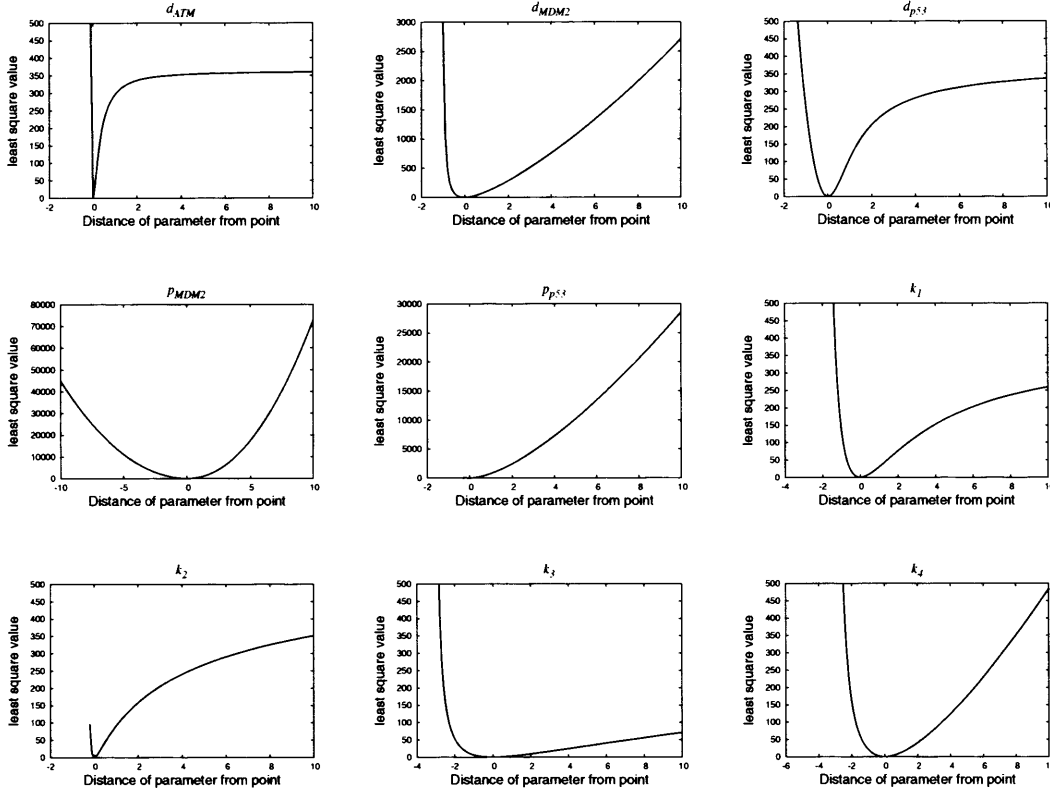 d_ATM
500
450
400
350
300
250
200
150
100
50
0
-2 0 2 4 6 8 10
least square value
Distance of parameter from point
d_MDM2
3000
2500
2000
1500
1000
500
0
-2 0 2 4 6 8 10
least square value
Distance of parameter from point
d_p53
500
450
400
350
300
250
200
150
100
50
0
-2 0 2 4 6 8 10
least square value
Distance of parameter from point
p_MDM2
80000
70000
60000
50000
40000
30000
20000
10000
0
-10 -5 0 5 10
least square value
Distance of parameter from point
p_p53
30000
25000
20000
15000
10000
5000
0
-2 0 2 4 6 8 10
least square value
Distance of parameter from point
k_1
500
450
400
350
300
250
200
150
100
50
0
-4 -2 0 2 4 6 8 10
least square value
Distance of parameter from point
k_2
500
450
400
350
300
250
200
150
100
50
0
-2 0 2 4 6 8 10
least square value
Distance of parameter from point
k_3
500
450
400
350
300
250
200
150
100
50
0
-4 -2 0 2 4 6 8 10
least square value
Distance of parameter from point
k_4
500
450
400
350
300
250
200
150
100
50
0
-6 -4 -2 0 2 4 6 8 10
least square value
Distance of parameter from point